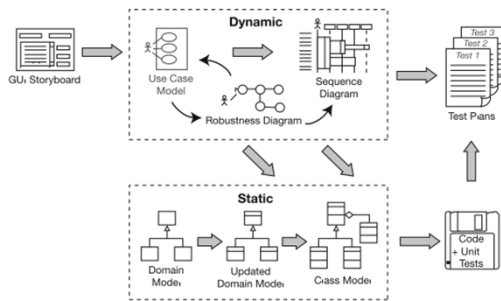 Dynamic
GUI Storyboard
Use Case
Model
Robustness Diagram
Sequence
Diagram
Test 3
Test 2
Test 1
Test Plans
Static
Domain
Model
Updated
Domain Model
Class Model
Code
+ Unit
Tests